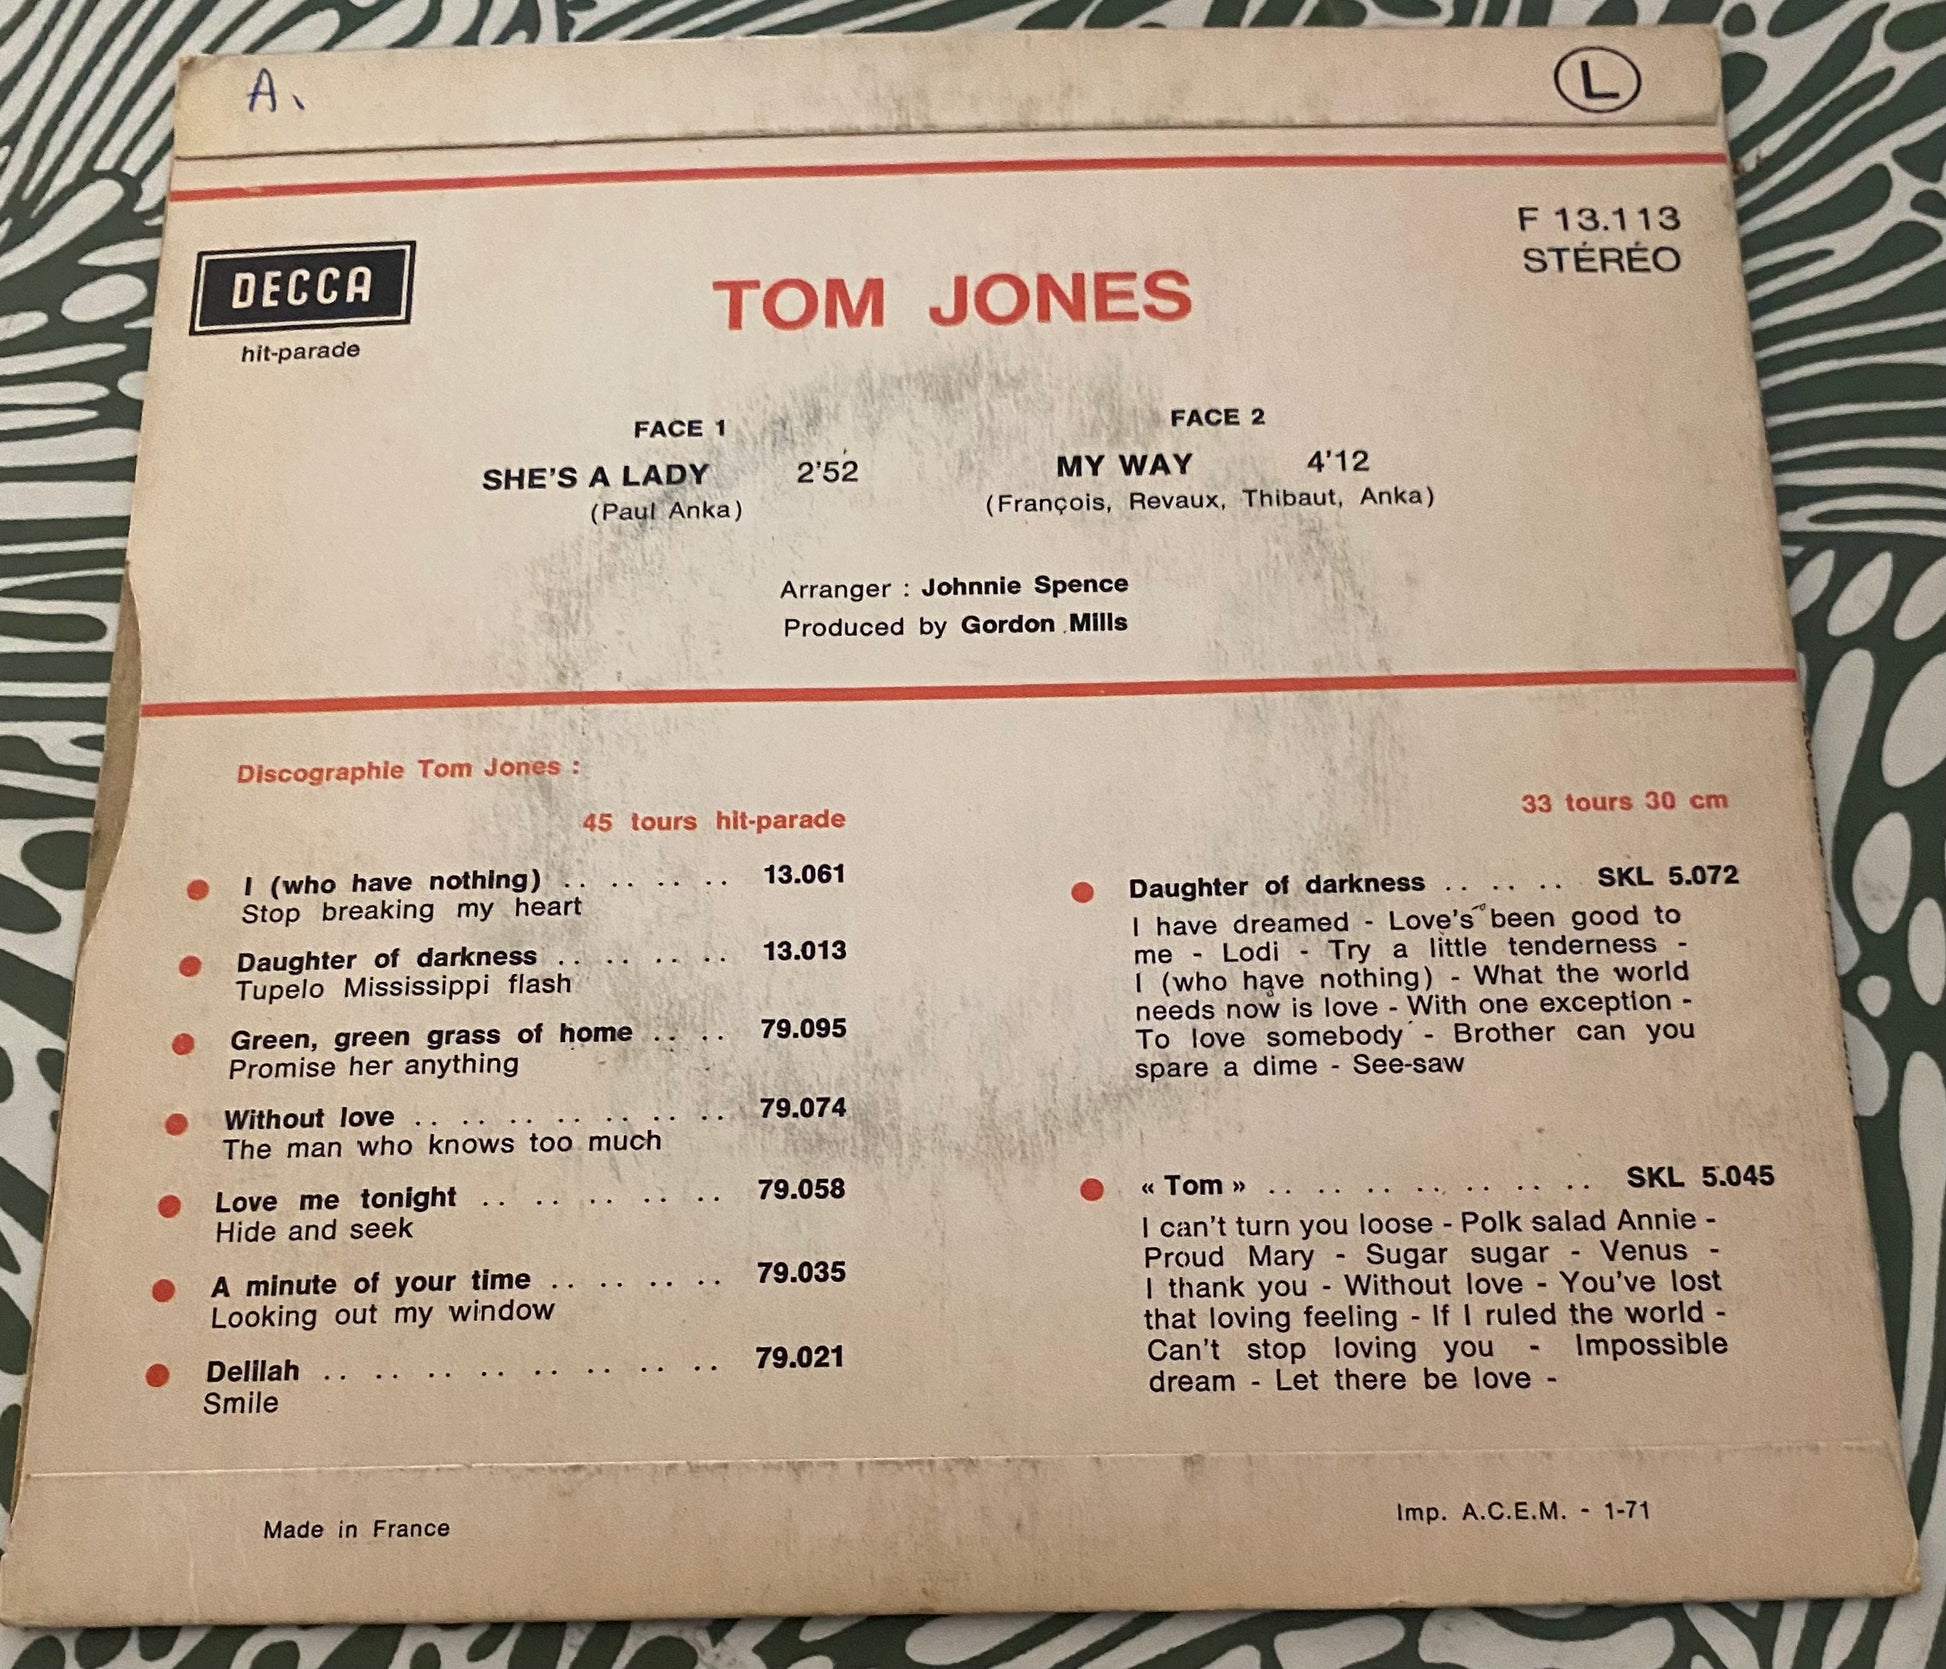 A.
L
DECCA
hit-parade
F 13.113
STÉRÉO
TOM JONES
FACE 1
SHE'S A LADY 2'52
(Paul Anka)
FACE 2
MY WAY 4'12
(François, Revaux, Thibaut, Anka)
Arranger : Johnnie Spence
Produced by Gordon Mills
Discographie Tom Jones :
45 tours hit-parade
I (who have nothing) .. .. .. .. 13.061
Stop breaking my heart
Daughter of darkness .. .. .. .. 13.013
Tupelo Mississippi flash
Green, green grass of home .. .. 79.095
Promise her anything
Without love .. .. .. .. .. .. .. 79.074
The man who knows too much
Love me tonight .. .. .. .. .. 79.058
Hide and seek
A minute of your time .. .. .. .. 79.035
Looking out my window
Delilah .. .. .. .. .. .. .. .. 79.021
Smile
33 tours 30 cm
Daughter of darkness .. .. .. SKL 5.072
I have dreamed - Love's been good to
me - Lodi - Try a little tenderness -
I (who have nothing) - What the world
needs now is love - With one exception -
To love somebody - Brother can you
spare a dime - See-saw
« Tom » .. .. .. .. .. .. .. SKL 5.045
I can't turn you loose - Polk salad Annie -
Proud Mary - Sugar sugar - Venus -
I thank you - Without love - You've lost
that loving feeling - If I ruled the world -
Can't stop loving you - Impossible
dream - Let there be love -
Made in France
Imp. A.C.E.M. - 1-71